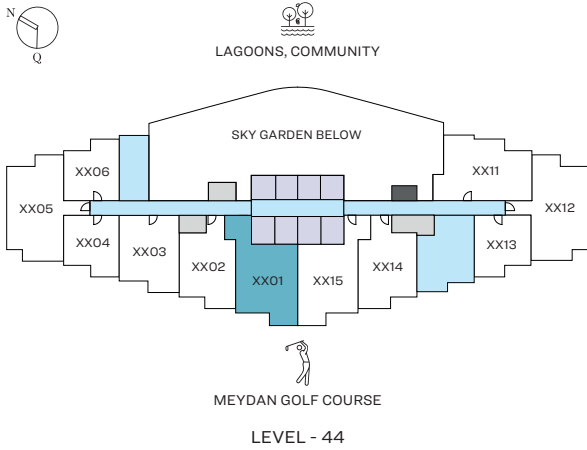 N
Q
LAGOONS, COMMUNITY
SKY GARDEN BELOW
XX06
XX11
XX05
XX12
XX04
XX03
XX13
XX02
XX01
XX15
XX14
MEYDAN GOLF COURSE
LEVEL - 44